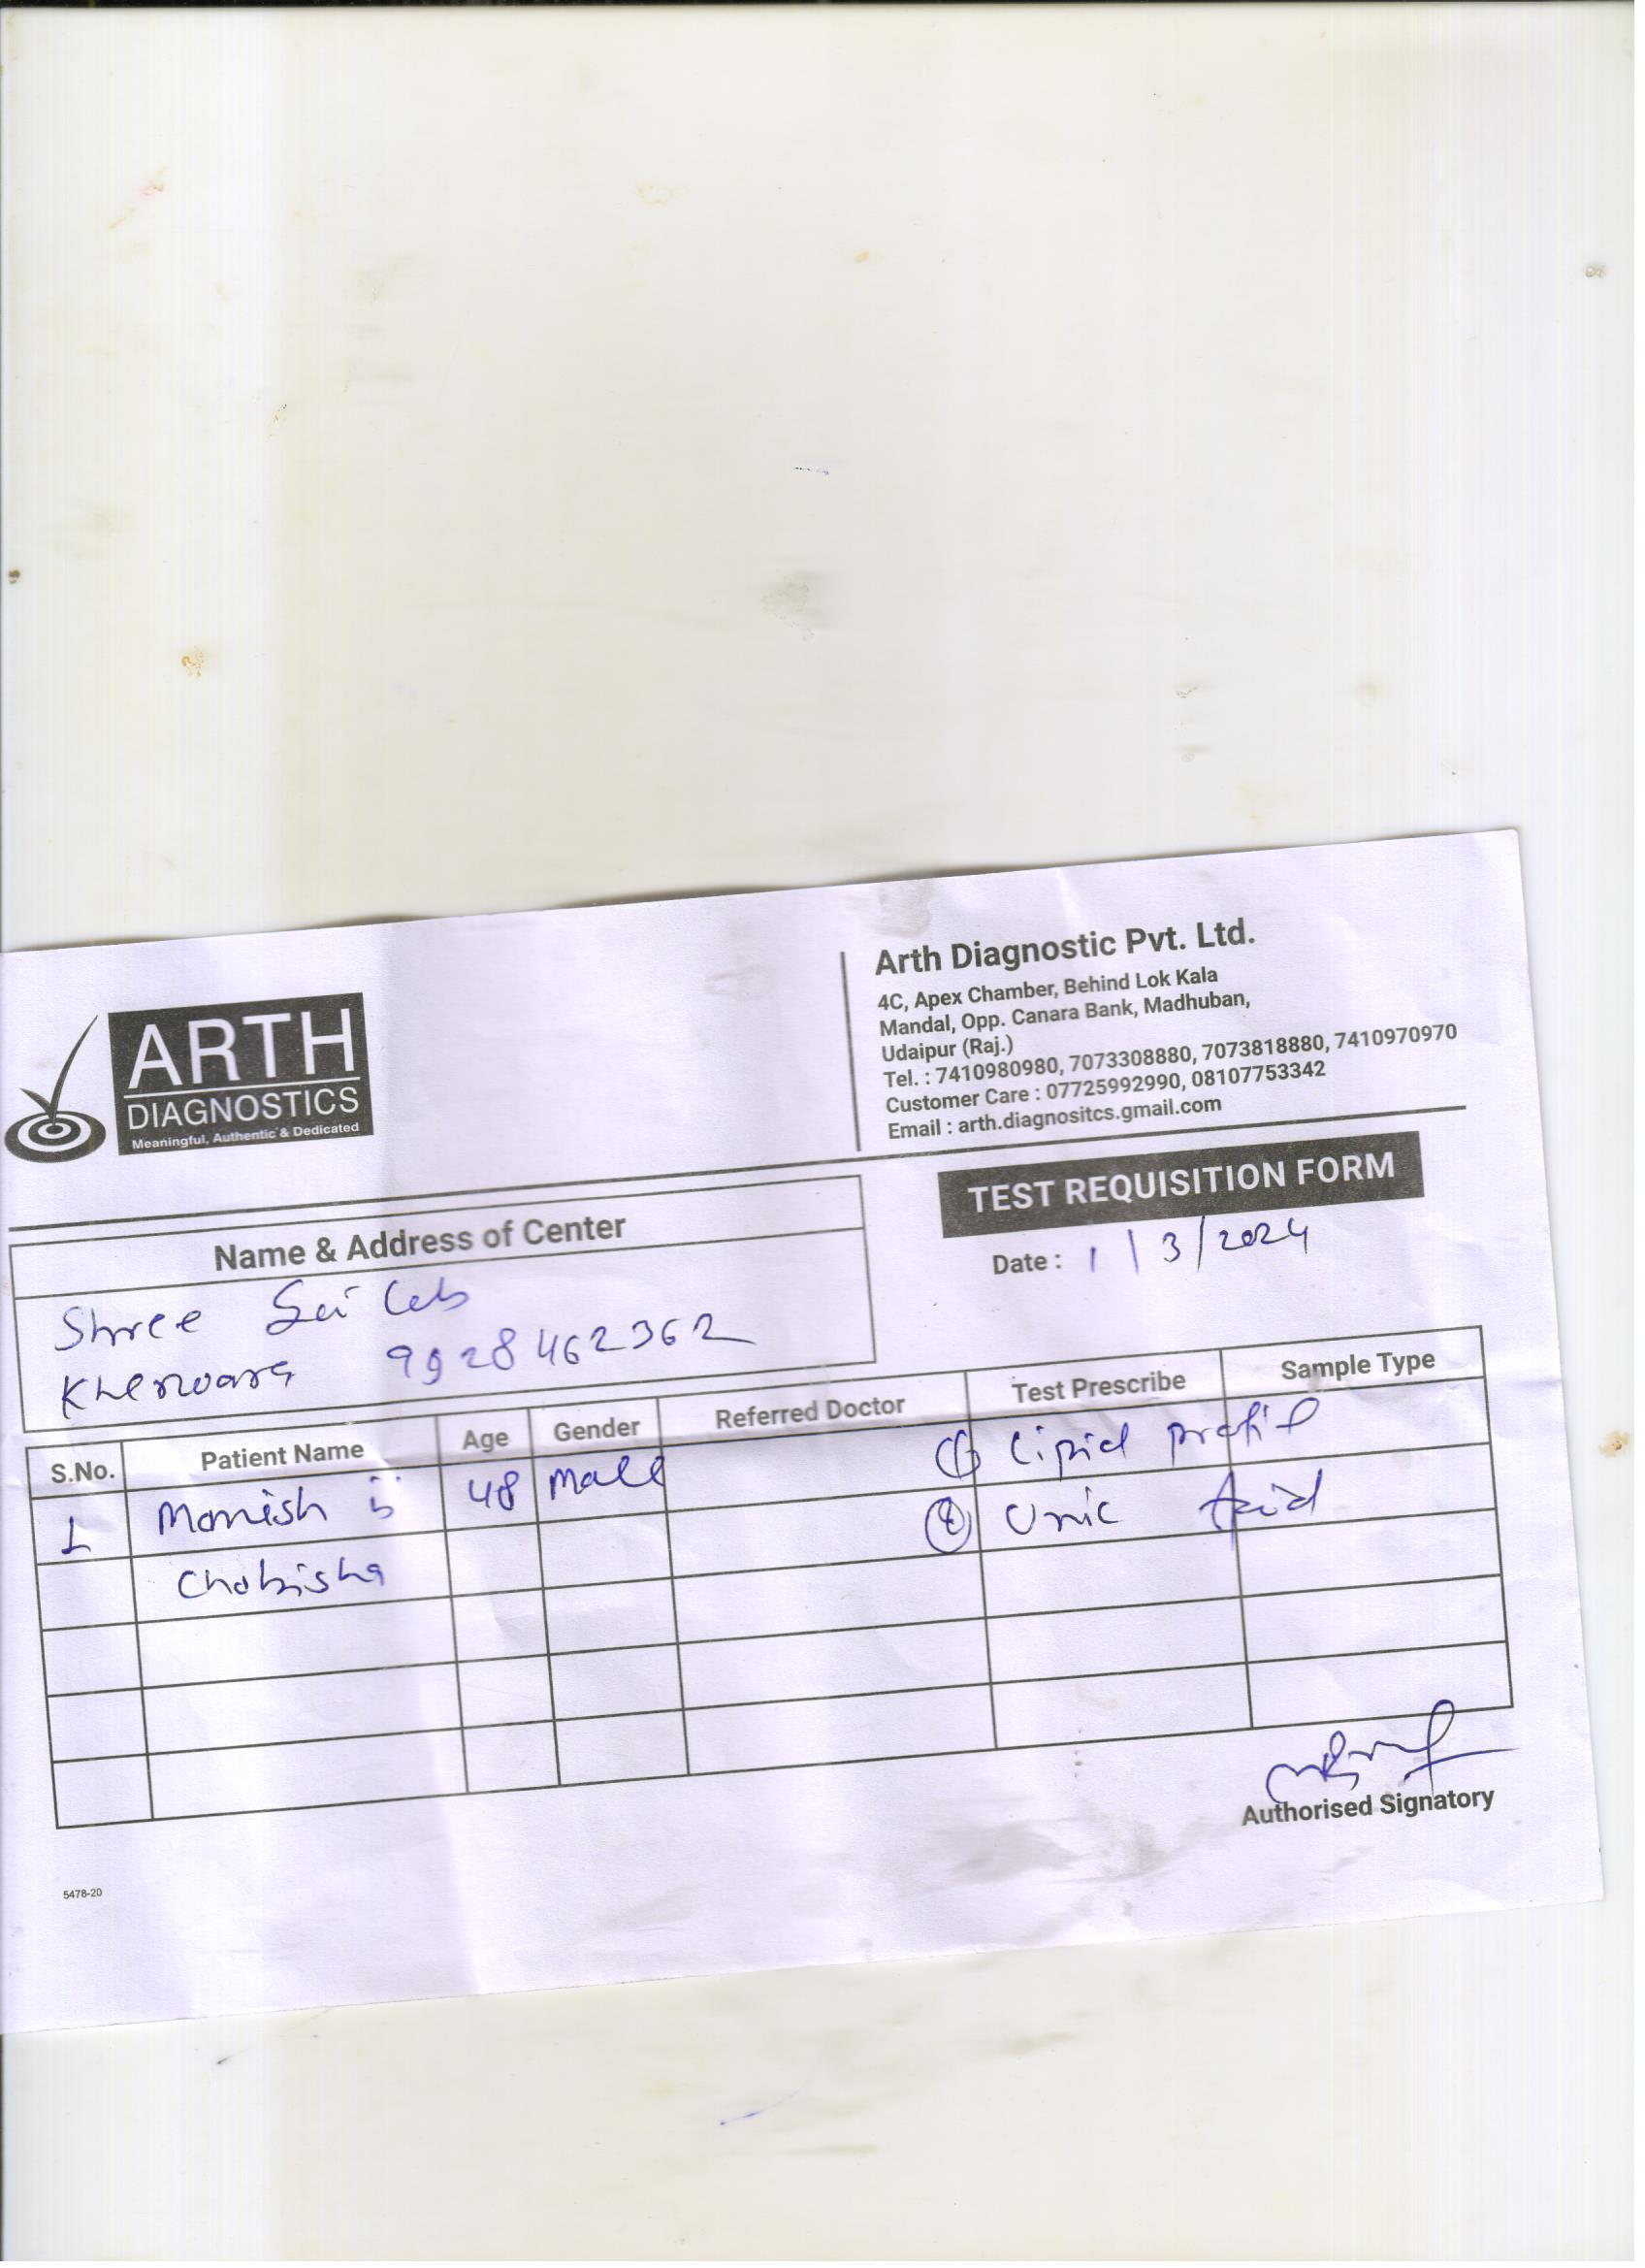 ARTH
DIAGNOSTICS
Meaningful, Authentic & Dedicated
Arth Diagnostic Pvt. Ltd.
4C, Apex Chamber, Behind Lok Kala
Mandal, Opp. Canara Bank, Madhuban,
Udaipur (Raj.)
Tel. : 7410980980, 7073308880, 7073818880, 7410970970
Customer Care : 07725992990, 08107753342
Email : arth.diagnositcs.gmail.com
TEST REQUISITION FORM
Date : 1/3/2024
Name & Address of Center
Shree Sai Lab
Kherwara 9928462362
S.No. Patient Name Age Gender Referred Doctor Test Prescribe Sample Type
1 Manish 48 Male ① Lipid profil
Chobisha ② Uric Acid
Authorised Signatory
5478-20